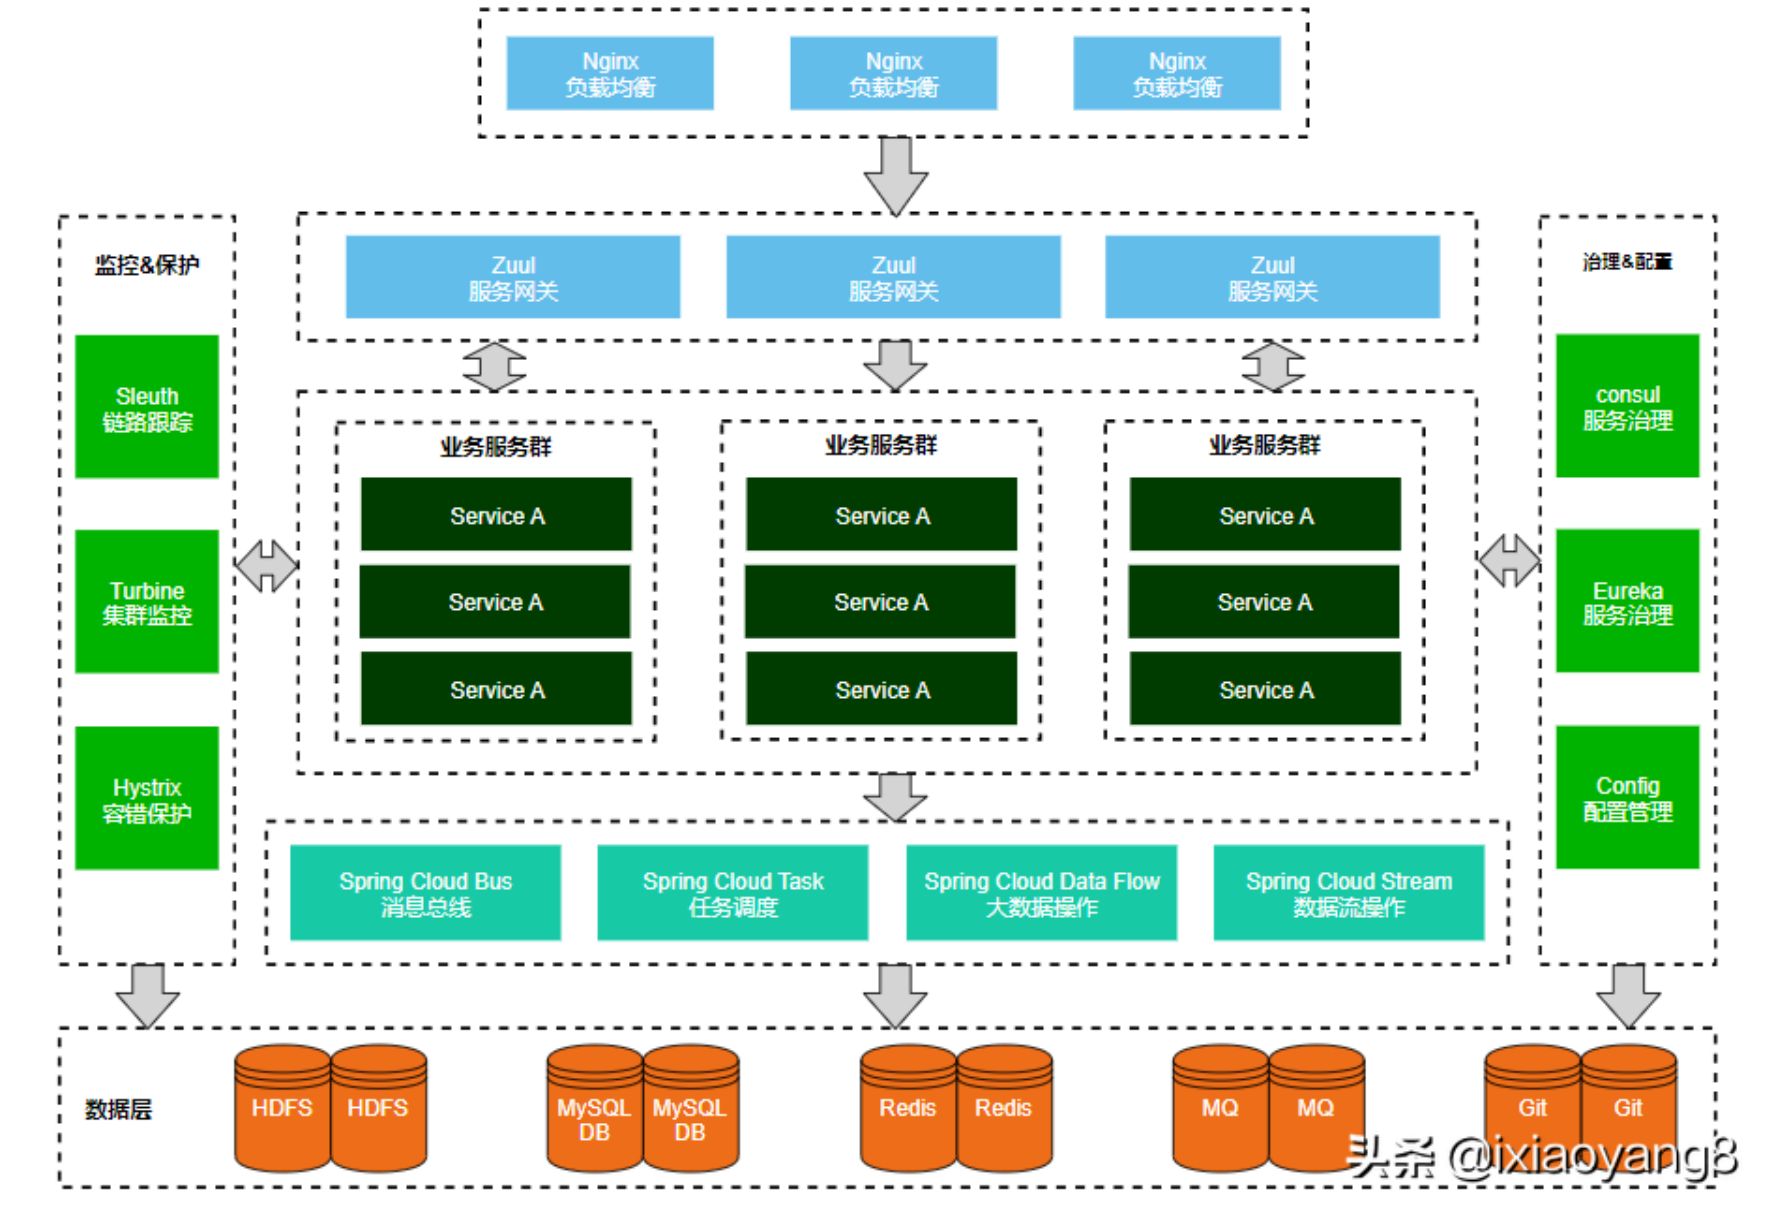 Nginx
负载均衡
Nginx
负载均衡
Nginx
负载均衡
Zuul
服务网关
Zuul
服务网关
Zuul
服务网关
监控&保护
Sleuth
链路跟踪
Turbine
集群监控
Hystrix
容错保护
业务服务群
Service A
Service A
Service A
业务服务群
Service A
Service A
Service A
业务服务群
Service A
Service A
Service A
治理&配置
consul
服务治理
Eureka
服务治理
Config
配置管理
Spring Cloud Bus
消息总线
Spring Cloud Task
任务调度
Spring Cloud Data Flow
大数据操作
Spring Cloud Stream
数据流操作
数据层
HDFS
HDFS
MySQL
DB
MySQL
DB
Redis
Redis
MQ
MQ
Git
Git
头条 @ixiaoyang8